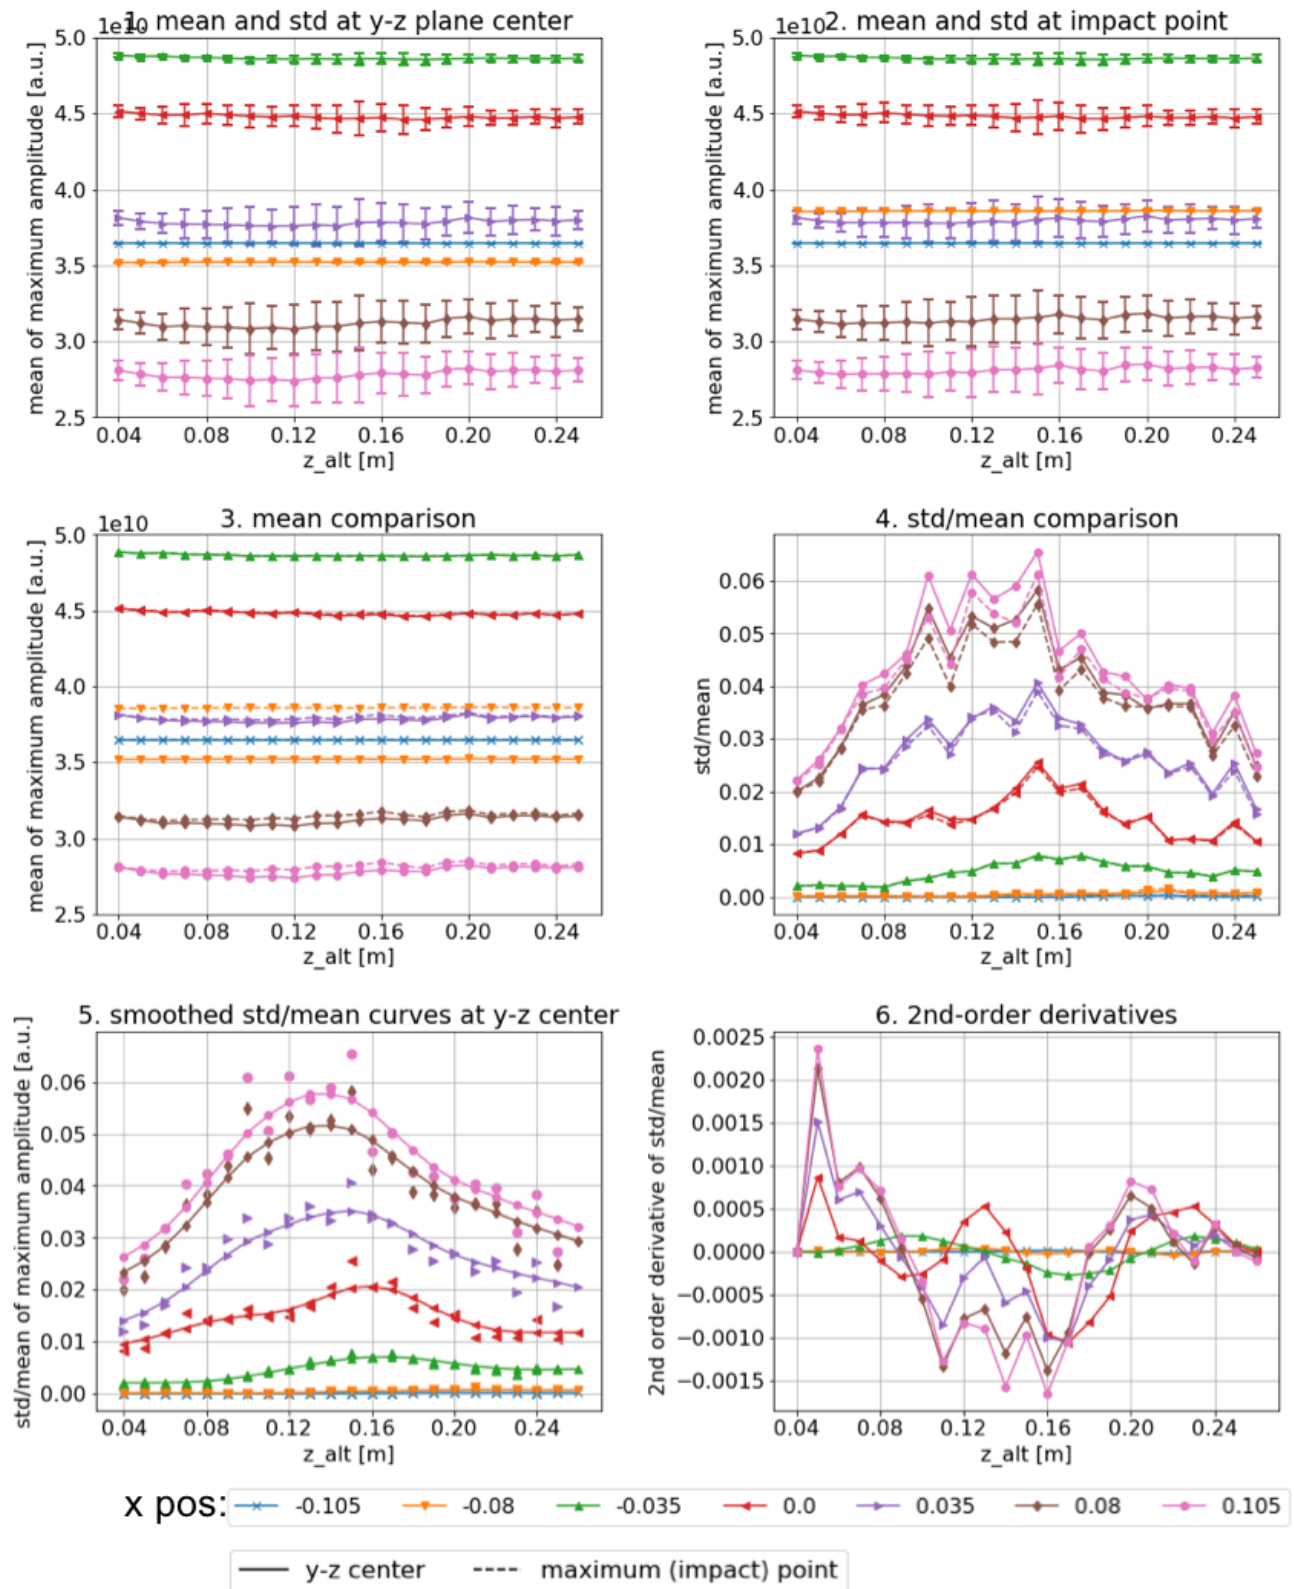 1e10
1. mean and std at y-z plane center
mean of maximum amplitude [a.u.]
5.0
4.5
4.0
3.5
3.0
2.5
0.04 0.08 0.12 0.16 0.20 0.24
z_alt [m]
1e10
2. mean and std at impact point
mean of maximum amplitude [a.u.]
5.0
4.5
4.0
3.5
3.0
2.5
0.04 0.08 0.12 0.16 0.20 0.24
z_alt [m]
1e10
3. mean comparison
mean of maximum amplitude [a.u.]
5.0
4.5
4.0
3.5
3.0
2.5
0.04 0.08 0.12 0.16 0.20 0.24
z_alt [m]
4. std/mean comparison
std/mean
0.06
0.05
0.04
0.03
0.02
0.01
0.00
0.04 0.08 0.12 0.16 0.20 0.24
z_alt [m]
5. smoothed std/mean curves at y-z center
std/mean of maximum amplitude [a.u.]
0.06
0.05
0.04
0.03
0.02
0.01
0.00
0.04 0.08 0.12 0.16 0.20 0.24
z_alt [m]
6. 2nd-order derivatives
2nd order derivative of std/mean
0.0025
0.0020
0.0015
0.0010
0.0005
0.0000
−0.0005
−0.0010
−0.0015
0.04 0.08 0.12 0.16 0.20 0.24
z_alt [m]
x pos: -0.105 -0.08 -0.035 0.0 0.035 0.08 0.105
y-z center maximum (impact) point